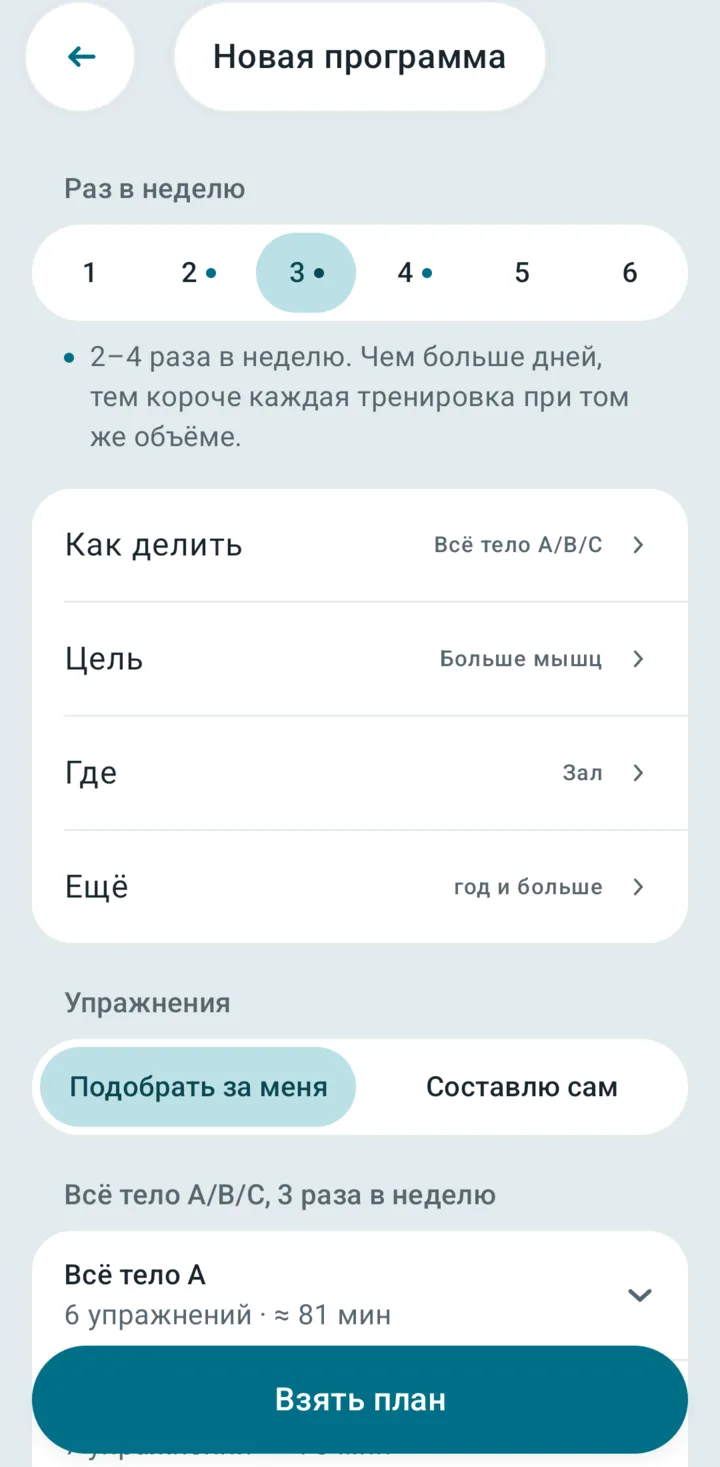 Новая программа
Раз в неделю
1 2 • 3 • 4 • 5 6
• 2–4 раза в неделю. Чем больше дней,
тем короче каждая тренировка при том
же объёме.
Как делить Всё тело A/B/C
Цель Больше мышц
Где Зал
Ещё год и больше
Упражнения
Подобрать за меня Составлю сам
Всё тело A/B/C, 3 раза в неделю
Всё тело A
6 упражнений · ≈ 81 мин
Взять план